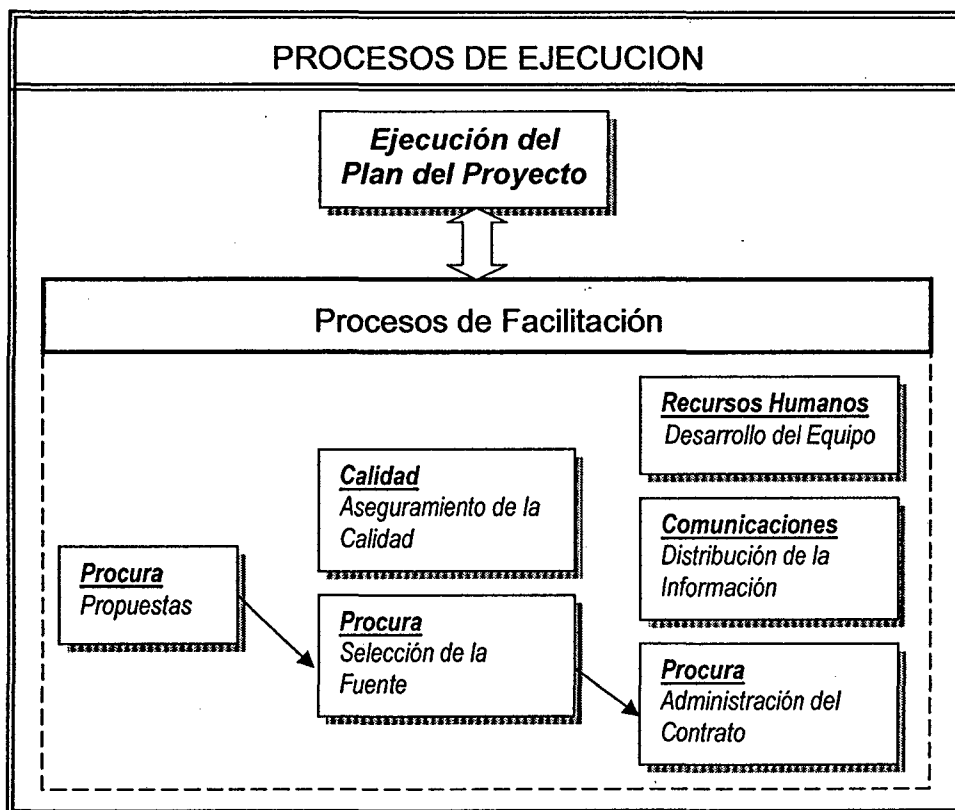 PROCESOS DE EJECUCION
Ejecución del
Plan del Proyecto
Procesos de Facilitación
Recursos Humanos
Desarrollo del Equipo
Calidad
Aseguramiento de la
Calidad
Comunicaciones
Distribución de la
Información
Procura
Propuestas
Procura
Selección de la
Fuente
Procura
Administración del
Contrato